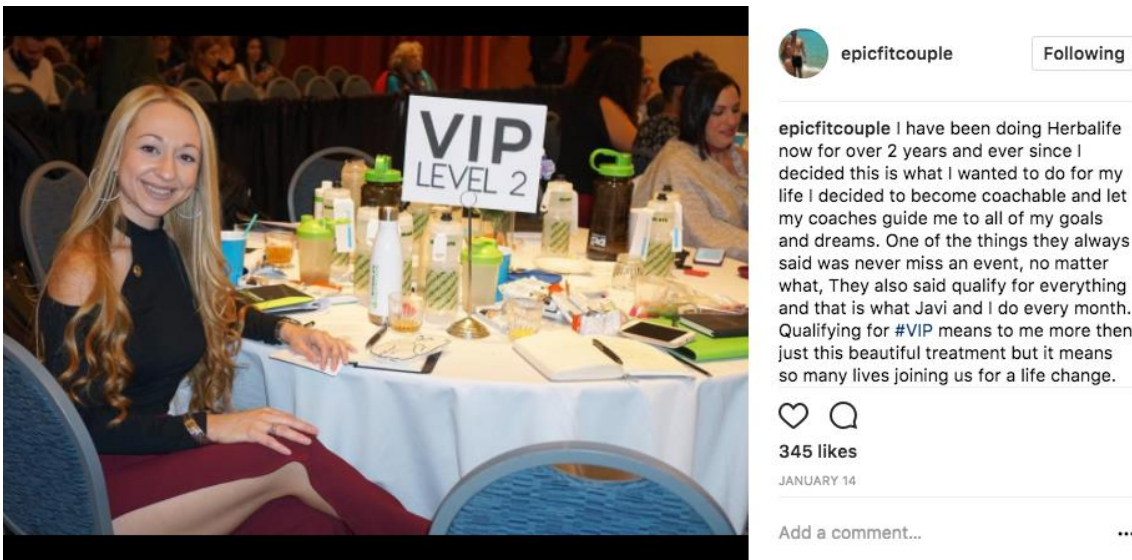 VIP
LEVEL 2
epicfitcouple
Following
epicfitcouple I have been doing Herbalife
now for over 2 years and ever since I
decided this is what I wanted to do for my
life I decided to become coachable and let
my coaches guide me to all of my goals
and dreams. One of the things they always
said was never miss an event, no matter
what, They also said qualify for everything
and that is what Javi and I do every month.
Qualifying for #VIP means to me more then
just this beautiful treatment but it means
so many lives joining us for a life change.
345 likes
JANUARY 14
Add a comment...